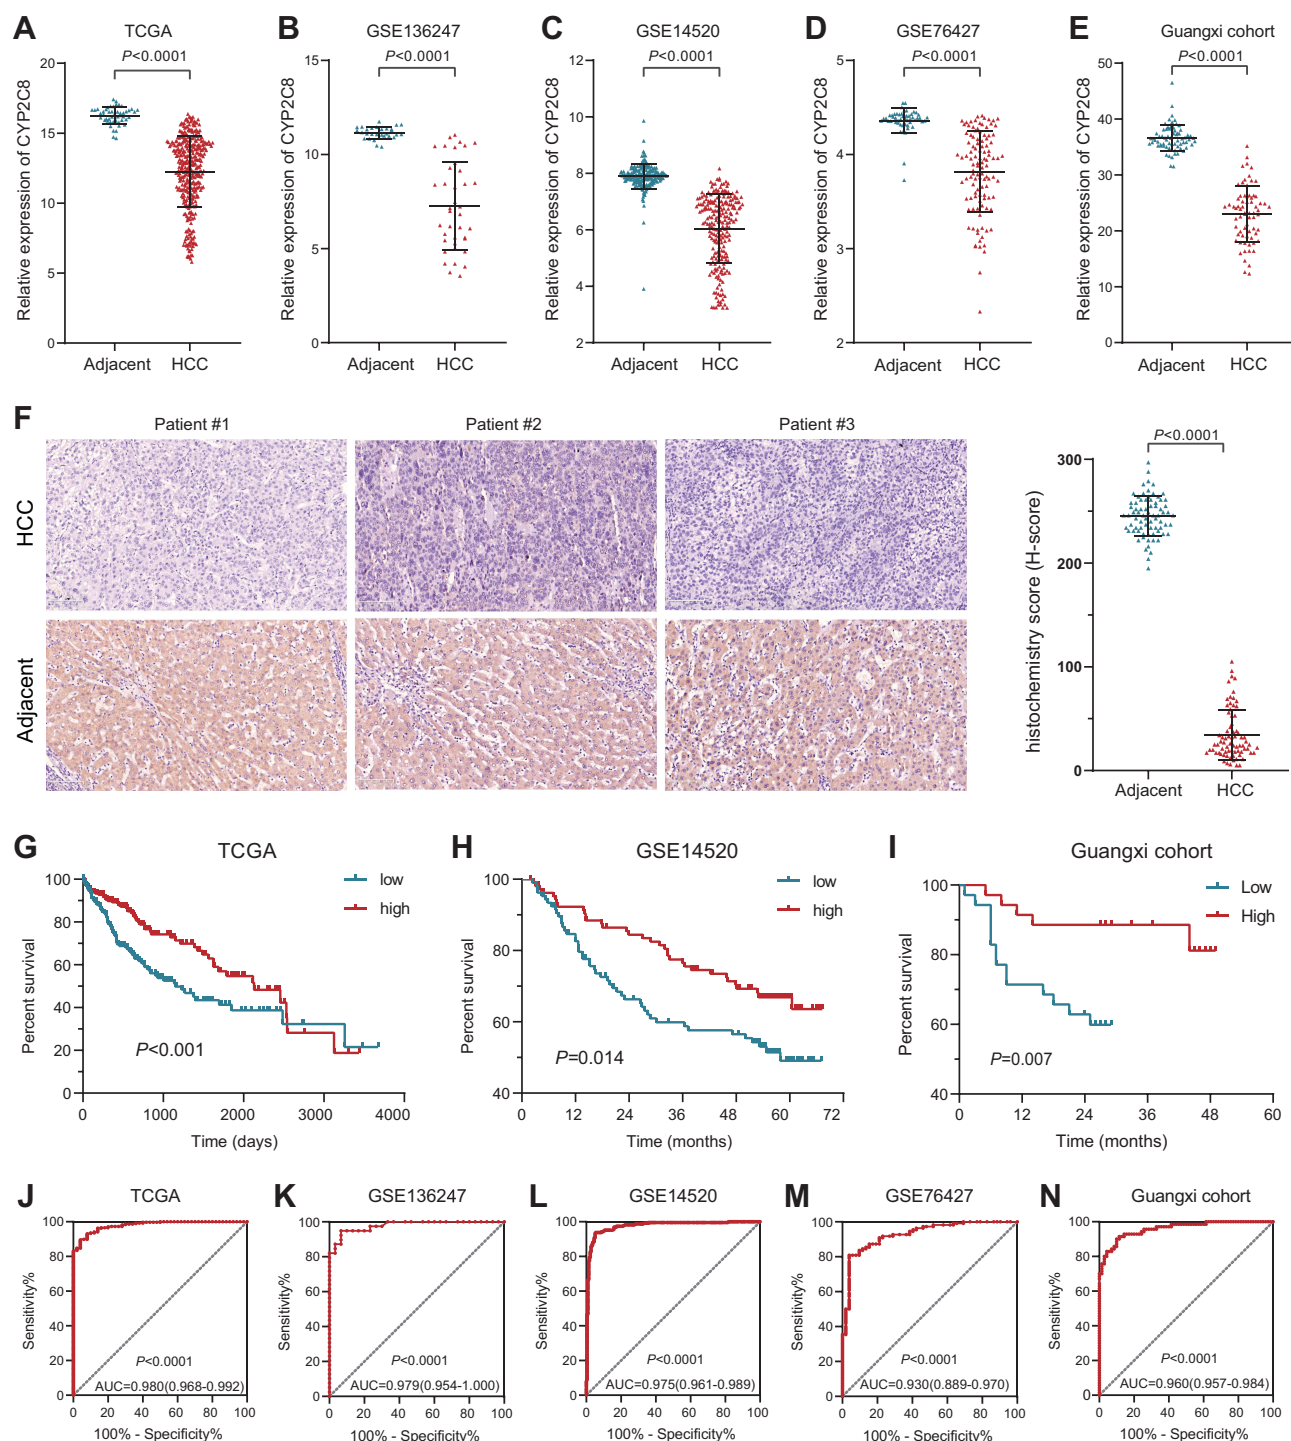 A
TCGA
P<0.0001
Relative expression of CYP2C8
20
15
10
5
0
Adjacent
HCC
B
GSE136247
P<0.0001
Relative expression of CYP2C8
15
10
5
0
Adjacent
HCC
C
GSE14520
P<0.0001
Relative expression of CYP2C8
12
10
8
6
4
2
Adjacent
HCC
D
GSE76427
P<0.0001
Relative expression of CYP2C8
5
4
3
2
Adjacent
HCC
E
Guangxi cohort
P<0.0001
Relative expression of CYP2C8
50
40
30
20
10
0
Adjacent
HCC
F
Patient #1
Patient #2
Patient #3
HCC
Adjacent
P<0.0001
histochemistry score (H-score)
300
200
100
0
Adjacent
HCC
G
TCGA
low
high
Percent survival
100
80
60
40
20
0
P<0.001
0
1000
2000
3000
4000
Time (days)
H
GSE14520
low
high
Percent survival
100
80
60
40
P=0.014
0
12
24
36
48
60
72
Time (months)
I
Guangxi cohort
Low
High
Percent survival
100
80
60
40
P=0.007
0
12
24
36
48
60
Time (months)
J
TCGA
Sensitivity%
100
80
60
40
20
0
P<0.0001
AUC=0.980(0.968-0.992)
0
20
40
60
80
100
100% - Specificity%
K
GSE136247
Sensitivity%
100
80
60
40
20
0
P<0.0001
AUC=0.979(0.954-1.000)
0
20
40
60
80
100
100% - Specificity%
L
GSE14520
Sensitivity%
100
80
60
40
20
0
P<0.0001
AUC=0.975(0.961-0.989)
0
20
40
60
80
100
100% - Specificity%
M
GSE76427
Sensitivity%
100
80
60
40
20
0
P<0.0001
AUC=0.930(0.889-0.970)
0
20
40
60
80
100
100% - Specificity%
N
Guangxi cohort
Sensitivity%
100
80
60
40
20
0
P<0.0001
AUC=0.960(0.957-0.984)
0
20
40
60
80
100
100% - Specificity%